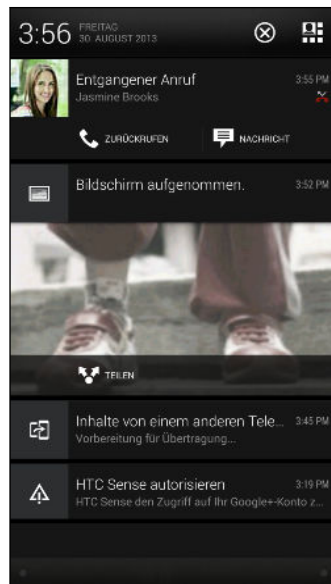 3:56 FREITAG
30. AUGUST 2013
Entgangener Anruf 3:55 PM
Jasmine Brooks
ZURÜCKRUFEN NACHRICHT
Bildschirm aufgenommen. 3:52 PM
TEILEN
Inhalte von einem anderen Tele... 3:45 PM
Vorbereitung für Übertragung...
HTC Sense autorisieren 3:19 PM
HTC Sense den Zugriff auf Ihr Google+-Konto z...